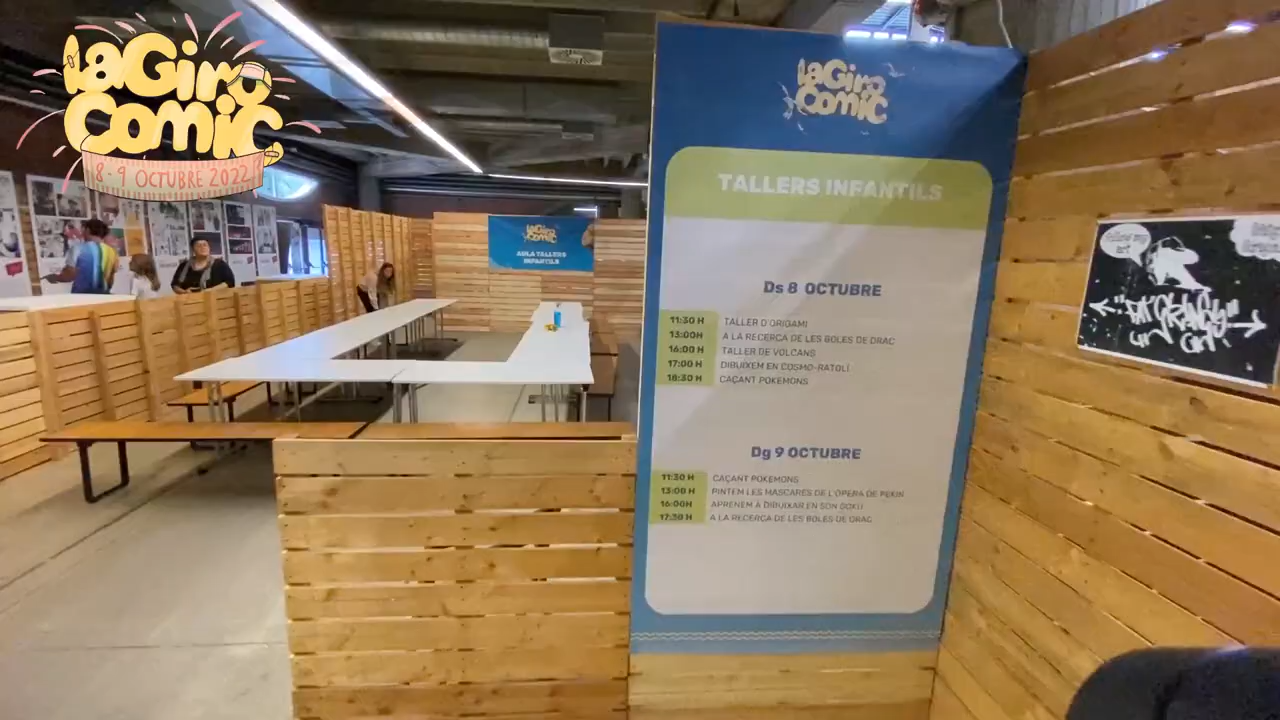 LaGiro
Comic
8 - 9 OCTUBRE 2022
LaGiro
Comic
AULA TALLERS
INFANTILS
LaGiro
Comic
TALLERS INFANTILS
Ds 8 OCTUBRE
11:30 H TALLER D'ORIGAMI
13:00H A LA RECERCA DE LES BOLES DE DRAC
16:00 H TALLER DE VOLCANS
17:00 H DIBUIXEM EN COSMO-RATOLÍ
18:30 H CAÇANT POKEMONS
Dg 9 OCTUBRE
11:30 H CAÇANT POKEMONS
13:00 H PINTEM LES MASCARES DE L'OPERA DE PEKIN
16:00H APRENEM A DIBUIXAR EN SON GOKU
17:30 H A LA RECERCA DE LES BOLES DE DRAC